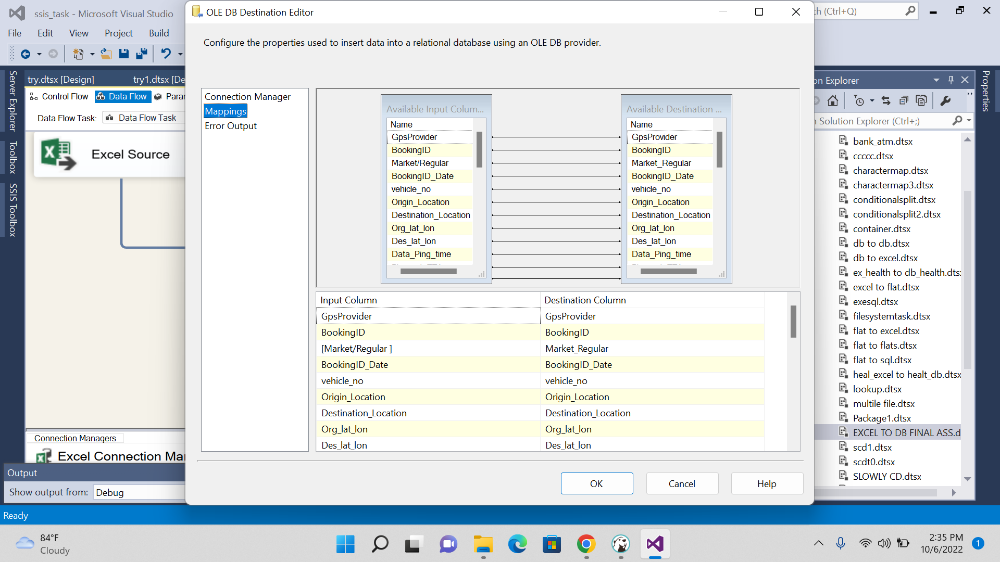 ssis_task - Microsoft Visual Studio
ch (Ctrl+Q)
File Edit View Project Build
OLE DB Destination Editor
Configure the properties used to insert data into a relational database using an OLE DB provider.
Server Explorer
Toolbox
SSIS Toolbox
try.dtsx [Design] try1.dtsx [De
Control Flow Data Flow Parar
Data Flow Task: Data Flow Task
Excel Source
Connection Managers
Excel Connection Mar
Output
Show output from: Debug
Ready
Connection Manager
Mappings
Error Output
Available Input Colum...
Name
GpsProvider
BookingID
Market/Regular
BookingID_Date
vehicle_no
Origin_Location
Destination_Location
Org_lat_lon
Des_lat_lon
Data_Ping_time
Available Destination ...
Name
GpsProvider
BookingID
Market_Regular
BookingID_Date
vehicle_no
Origin_Location
Destination_Location
Org_lat_lon
Des_lat_lon
Data_Ping_time
Input Column Destination Column
GpsProvider GpsProvider
BookingID BookingID
[Market/Regular ] Market_Regular
BookingID_Date BookingID_Date
vehicle_no vehicle_no
Origin_Location Origin_Location
Destination_Location Destination_Location
Org_lat_lon Org_lat_lon
Des_lat_lon Des_lat_lon
OK Cancel Help
on Explorer
Solution Explorer (Ctrl+;)
bank_atm.dtsx
ccccc.dtsx
charactermap.dtsx
charactermap3.dtsx
conditionalsplit.dtsx
conditionalsplit2.dtsx
container.dtsx
db to db.dtsx
db to excel.dtsx
ex_health to db_health.dts
excel to flat.dtsx
exesql.dtsx
filesystemtask.dtsx
flat to excel.dtsx
flat to flats.dtsx
flat to sql.dtsx
heal_excel to healt_db.dtsx
lookup.dtsx
multile file.dtsx
Package1.dtsx
EXCEL TO DB FINAL ASS.d
scd1.dtsx
scdt0.dtsx
SLOWLY CD.dtsx
Properties
84°F
Cloudy
2:35 PM
10/6/2022
1